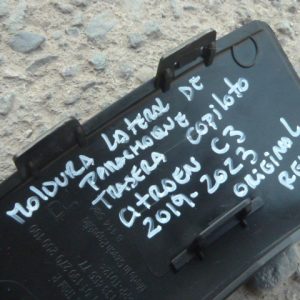 MOLDURA LATERAL DE
PARACHOQUE
TRASERA COPILOTO
CITROEN C3
2019-2023
ORIGINAL